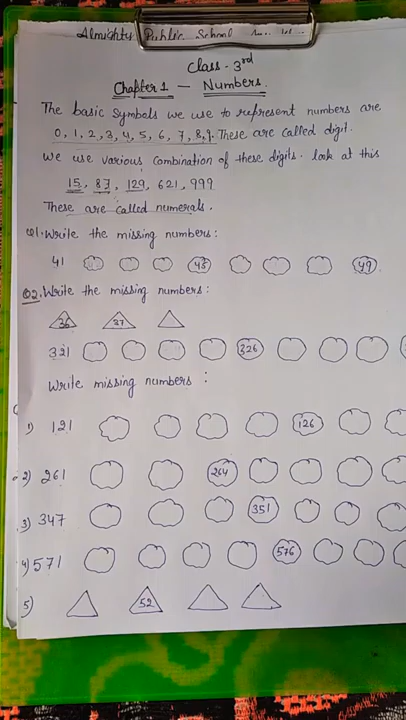 Almighty Public School
Class - 3rd
Chapter 1 - Numbers.
The basic symbols we use to represent numbers are
0, 1, 2, 3, 4, 5, 6, 7, 8, 9. These are called digit.
We use various combination of these digits. look at this
15, 87, 129, 621, 999
These are called numerals.
Q1. Write the missing numbers:
41 45 49
Q2. Write the missing numbers:
36 37
321 326
Write missing numbers :
1) 121 126
2) 261 264
3) 347 351
4) 571 576
5) 52